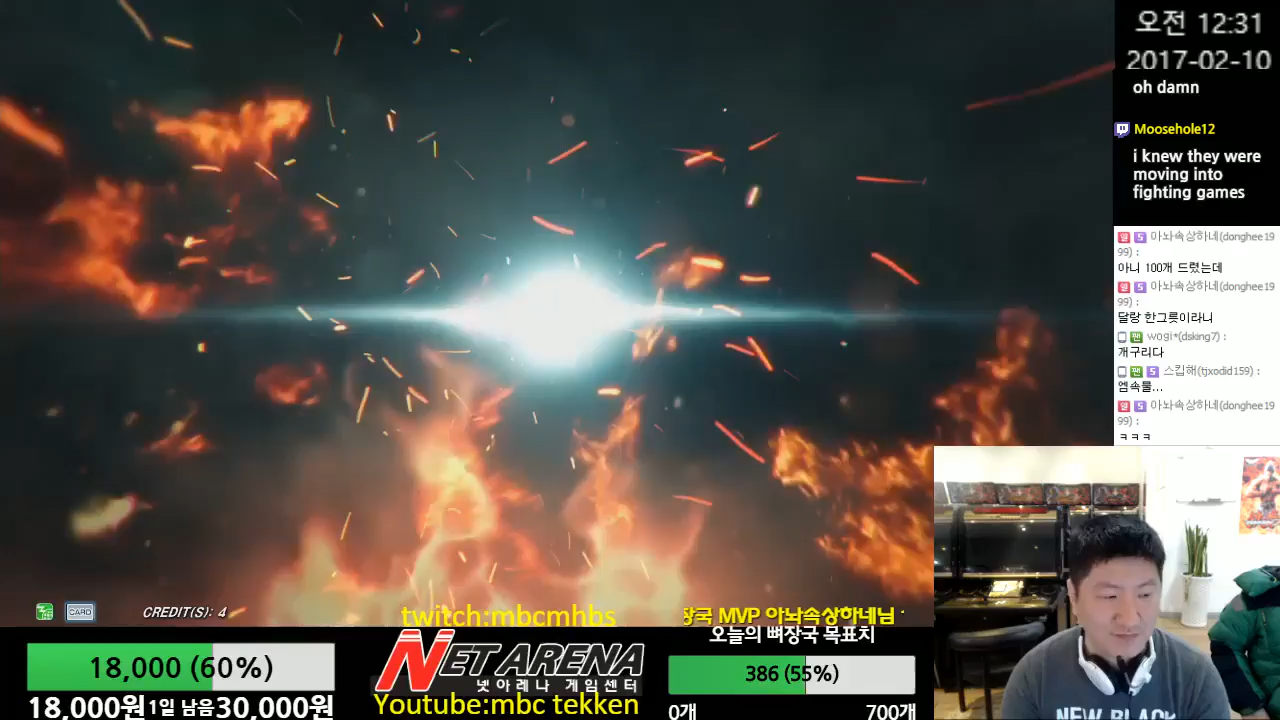 오전 12:31
2017-02-10
oh damn
Moosehole12
i knew they were
moving into
fighting games
아놔속상하네(donghee19
99) :
아니 100개 드렸는데
아놔속상하네(donghee19
99) :
달랑 한그릇이라니
wogi*(dsking7) :
개구리다
스킵해(tjxodid159) :
엠속물...
아놔속상하네(donghee19
99) :
ㅋㅋㅋ
CARD
CREDIT(S): 4
twitch:mbcmhbs
장국 MVP 아놔속상하네님
오늘의 뼈장국 목표치
18,000 (60%)
NET ARENA
넷아레나 게임센터
386 (55%)
18,000원 1일 남음 30,000원
Youtube:mbc tekken
0개
700개
NEW BLACK